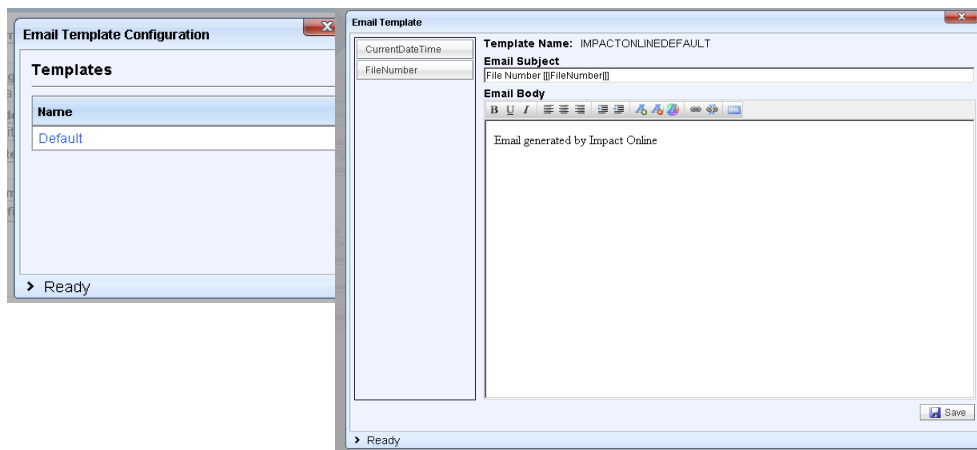 Email Template Configuration
Templates
Name
Default
Ready
Email Template
CurrentDateTime
FileNumber
Template Name: IMPACTONLINEDEFAULT
Email Subject
File Number [[[FileNumber]]]
Email Body
B U I
Email generated by Impact Online
Save
Ready